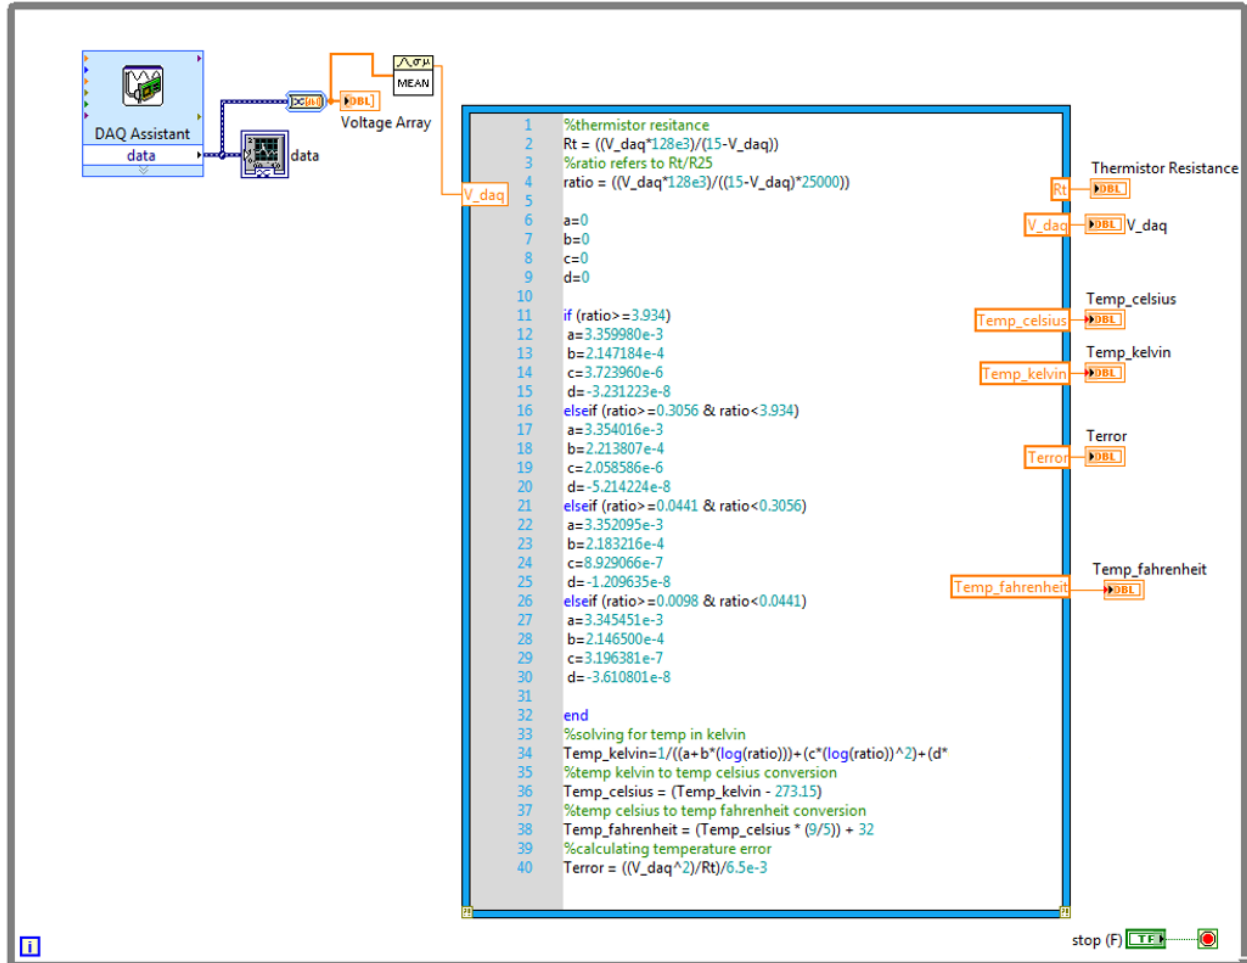 DAQ Assistant
data
data
DBL
Voltage Array
MEAN
V_daq
1 %thermistor resitance
2 Rt = ((V_daq*128e3)/(15-V_daq))
3 %ratio refers to Rt/R25
4 ratio = ((V_daq*128e3)/((15-V_daq)*25000))
5
6 a=0
7 b=0
8 c=0
9 d=0
10
11 if (ratio>=3.934)
12 a=3.359980e-3
13 b=2.147184e-4
14 c=3.723960e-6
15 d=-3.231223e-8
16 elseif (ratio>=0.3056 & ratio<3.934)
17 a=3.354016e-3
18 b=2.213807e-4
19 c=2.058586e-6
20 d=-5.214224e-8
21 elseif (ratio>=0.0441 & ratio<0.3056)
22 a=3.352095e-3
23 b=2.183216e-4
24 c=8.929066e-7
25 d=-1.209635e-8
26 elseif (ratio>=0.0098 & ratio<0.0441)
27 a=3.345451e-3
28 b=2.146500e-4
29 c=3.196381e-7
30 d=-3.610801e-8
31
32 end
33 %solving for temp in kelvin
34 Temp_kelvin=1/((a+b*(log(ratio)))+(c*(log(ratio))^2)+(d*
35 %temp kelvin to temp celsius conversion
36 Temp_celsius = (Temp_kelvin - 273.15)
37 %temp celsius to temp fahrenheit conversion
38 Temp_fahrenheit = (Temp_celsius * (9/5)) + 32
39 %calculating temperature error
40 Terror = ((V_daq^2)/Rt)/6.5e-3
Thermistor Resistance
Rt DBL
V_daq DBL V_daq
Temp_celsius
Temp_celsius DBL
Temp_kelvin
Temp_kelvin DBL
Terror
Terror DBL
Temp_fahrenheit
Temp_fahrenheit DBL
i
stop (F) TF